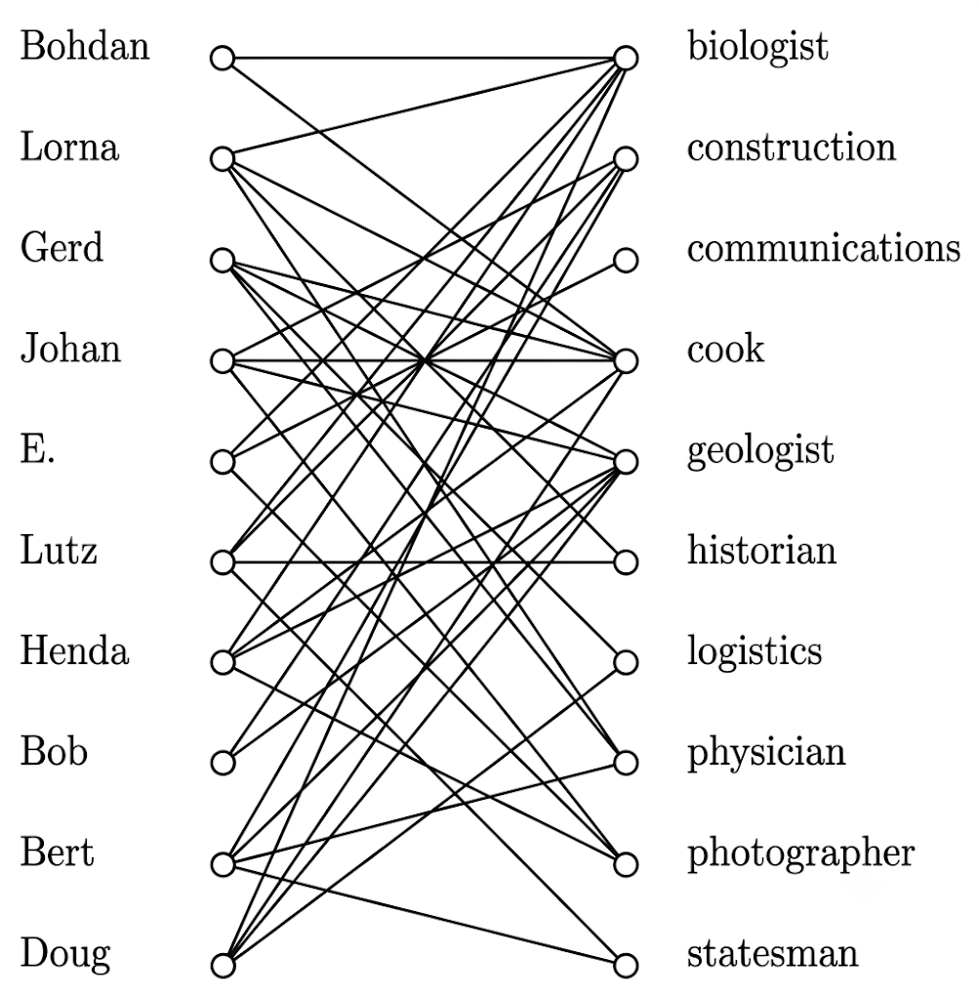 Bohdan biologist
Lorna construction
Gerd communications
Johan cook
E. geologist
Lutz historian
Henda logistics
Bob physician
Bert photographer
Doug statesman